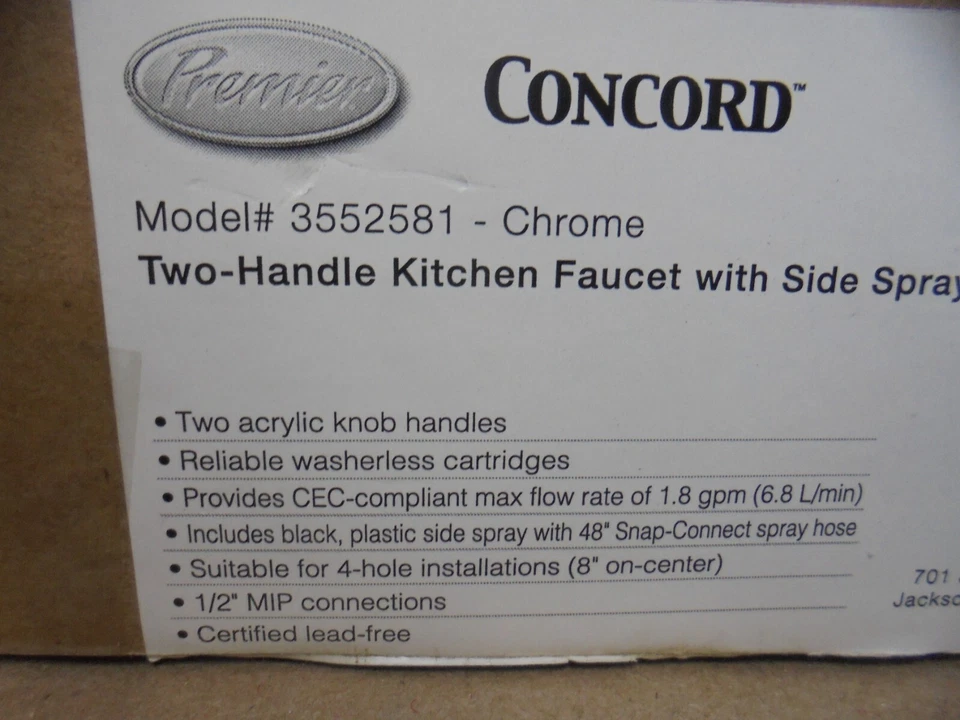 Premier
CONCORD™
Model# 3552581 - Chrome
Two-Handle Kitchen Faucet with Side Spray
• Two acrylic knob handles
• Reliable washerless cartridges
• Provides CEC-compliant max flow rate of 1.8 gpm (6.8 L/min)
• Includes black, plastic side spray with 48" Snap-Connect spray hose
• Suitable for 4-hole installations (8" on-center)
• 1/2" MIP connections
• Certified lead-free
701
Jackso